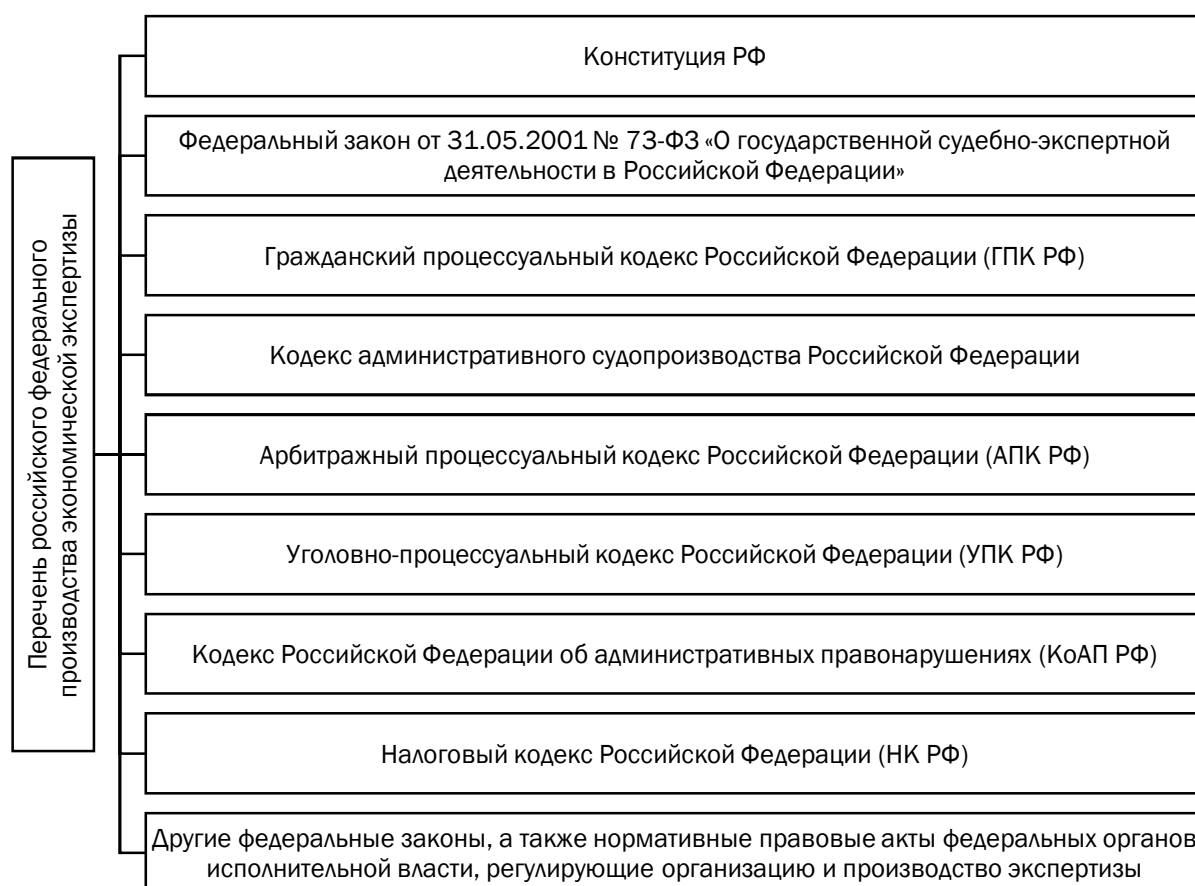 Перечень российского федерального
производства экономической экспертизы
Конституция РФ
Федеральный закон от 31.05.2001 № 73-ФЗ «О государственной судебно-экспертной
деятельности в Российской Федерации»
Гражданский процессуальный кодекс Российской Федерации (ГПК РФ)
Кодекс административного судопроизводства Российской Федерации
Арбитражный процессуальный кодекс Российской Федерации (АПК РФ)
Уголовно-процессуальный кодекс Российской Федерации (УПК РФ)
Кодекс Российской Федерации об административных правонарушениях (КоАП РФ)
Налоговый кодекс Российской Федерации (НК РФ)
Другие федеральные законы, а также нормативные правовые акты федеральных органов
исполнительной власти, регулирующие организацию и производство экспертизы